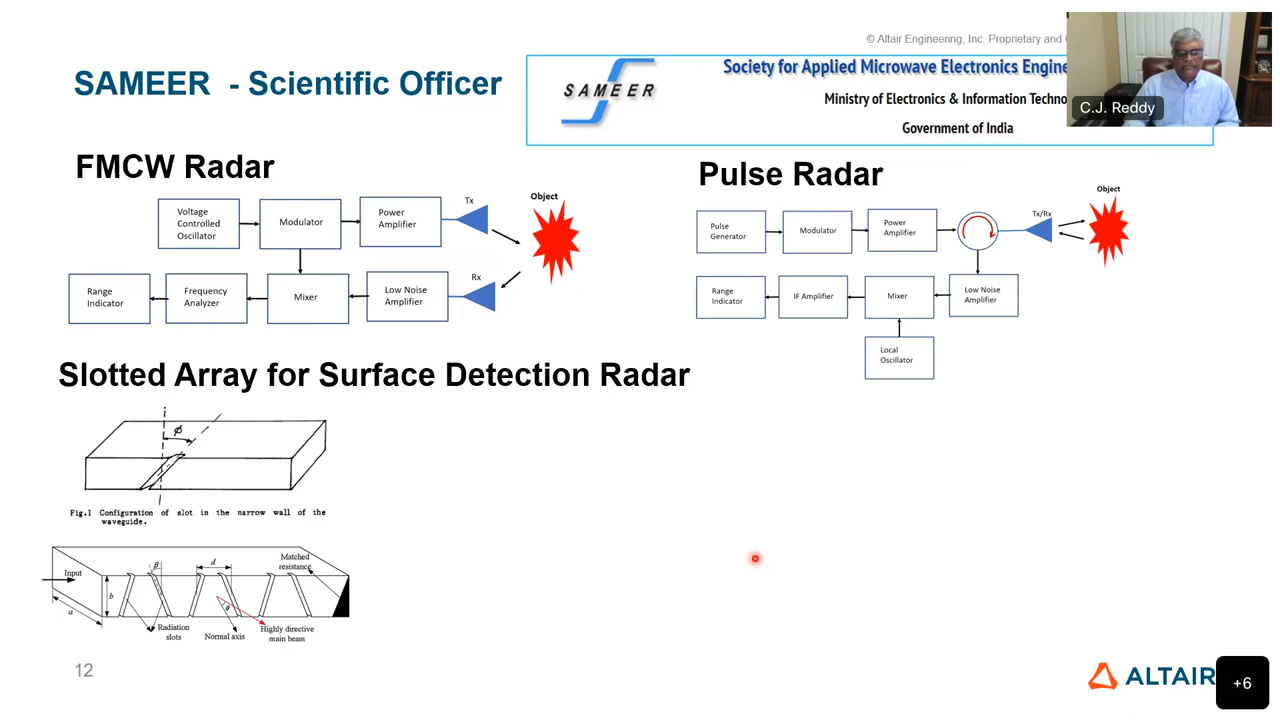 © Altair Engineering, Inc. Proprietary and
SAMEER - Scientific Officer
SAMEER
Society for Applied Microwave Electronics
Ministry of Electronics & Information
Government of India
C.J. Reddy
FMCW Radar
Voltage
Controlled
Oscillator
Modulator
Power
Amplifier
Tx
Object
Range
Indicator
Frequency
Analyzer
Mixer
Low Noise
Amplifier
Rx
Pulse Radar
Pulse
Generator
Modulator
Power
Amplifier
Tx/Rx
Object
Range
Indicator
IF Amplifier
Mixer
Low Noise
Amplifier
Local
Oscillator
Slotted Array for Surface Detection Radar
ϕ
Fig.1 Configuration of slot in the narrow wall of the
waveguide.
Input
a
b
β
d
θ
Matched
resistance
Radiation
slots
Normal axis
Highly directive
main beam
12
ALTAIR
+6